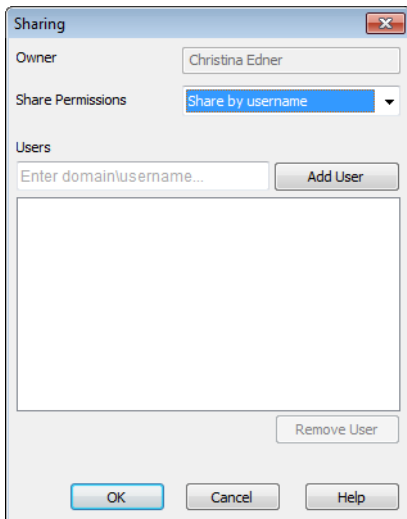 Sharing
Owner
Christina Edner
Share Permissions
Share by username
Users
Enter domain\username...
Add User
Remove User
OK
Cancel
Help